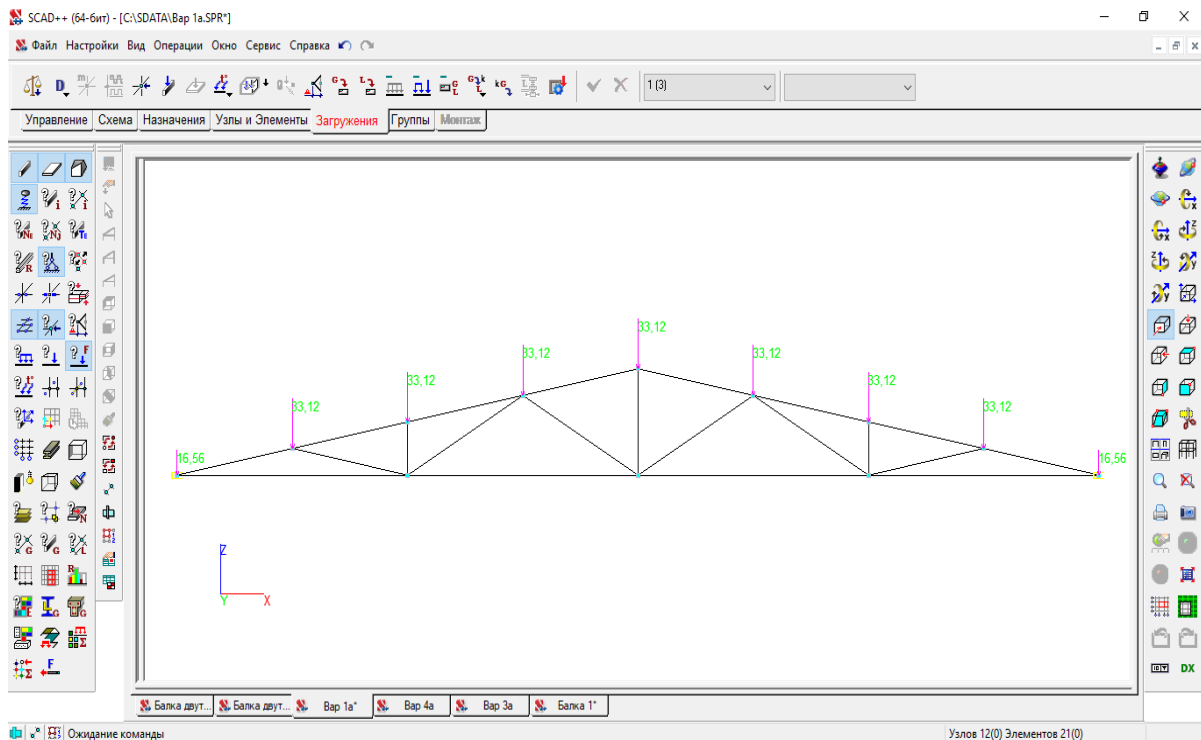 SCAD++ (64-бит) - [C:\SDATA\Вар 1а.SPR*]
Файл Настройки Вид Операции Окно Сервис Справка
1 (3)
Управление Схема Назначения Узлы и Элементы Загружения Группы Монтаж
33,12
33,12 33,12
33,12 33,12
33,12 33,12
16,56 16,56
Z
Y X
Балка двут... Балка двут... Вар 1а* Вар 4а Вар 3а Балка 1*
Ожидание команды Узлов 12(0) Элементов 21(0)